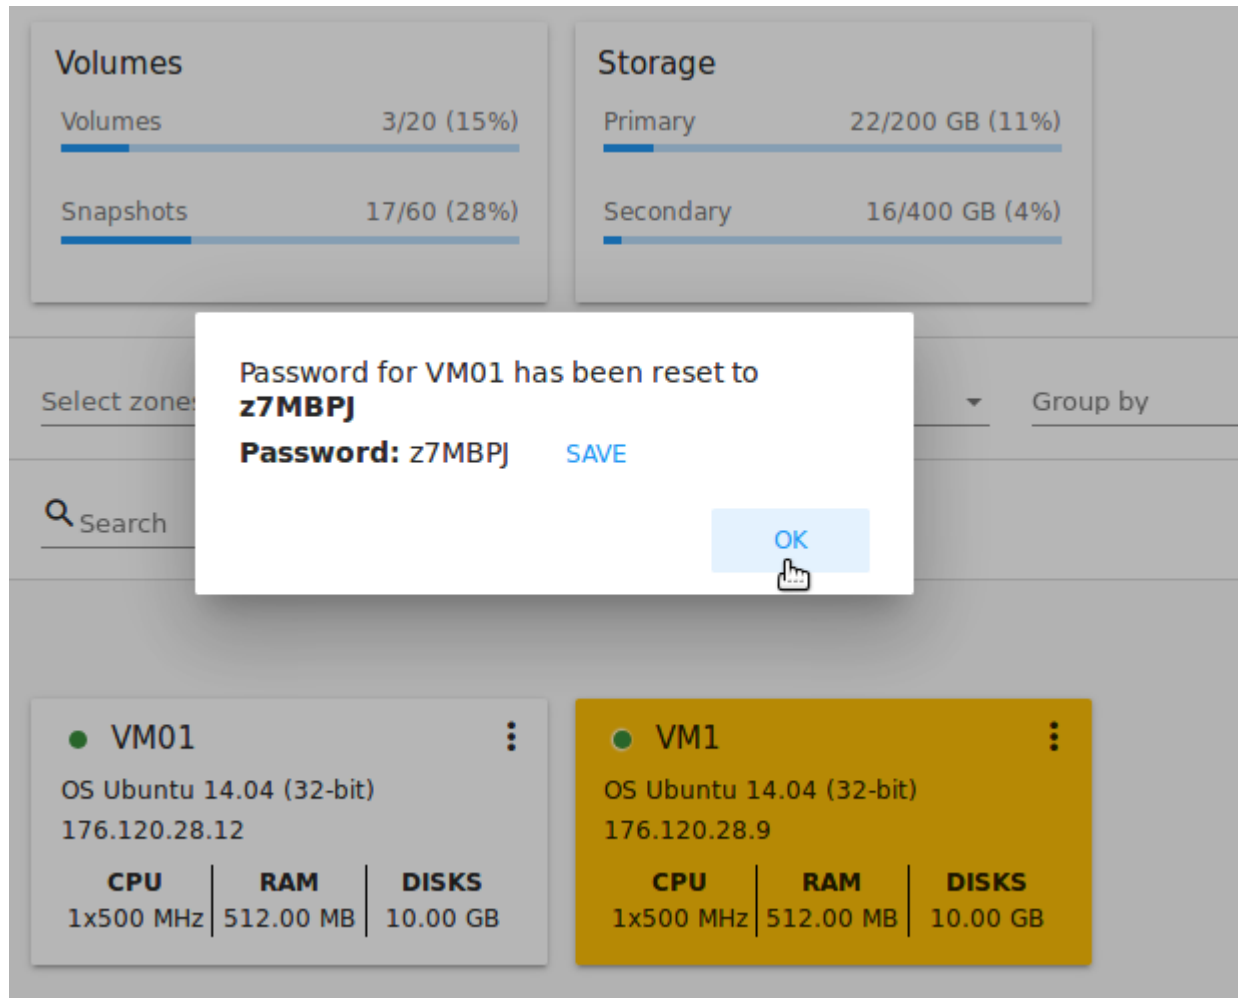 Volumes
Volumes 3/20 (15%)
Snapshots 17/60 (28%)
Storage
Primary 22/200 GB (11%)
Secondary 16/400 GB (4%)
Select zones
Group by
Search
Password for VM01 has been reset to
z7MBPJ
Password: z7MBPJ SAVE
OK
VM01
OS Ubuntu 14.04 (32-bit)
176.120.28.12
CPU RAM DISKS
1x500 MHz 512.00 MB 10.00 GB
VM1
OS Ubuntu 14.04 (32-bit)
176.120.28.9
CPU RAM DISKS
1x500 MHz 512.00 MB 10.00 GB